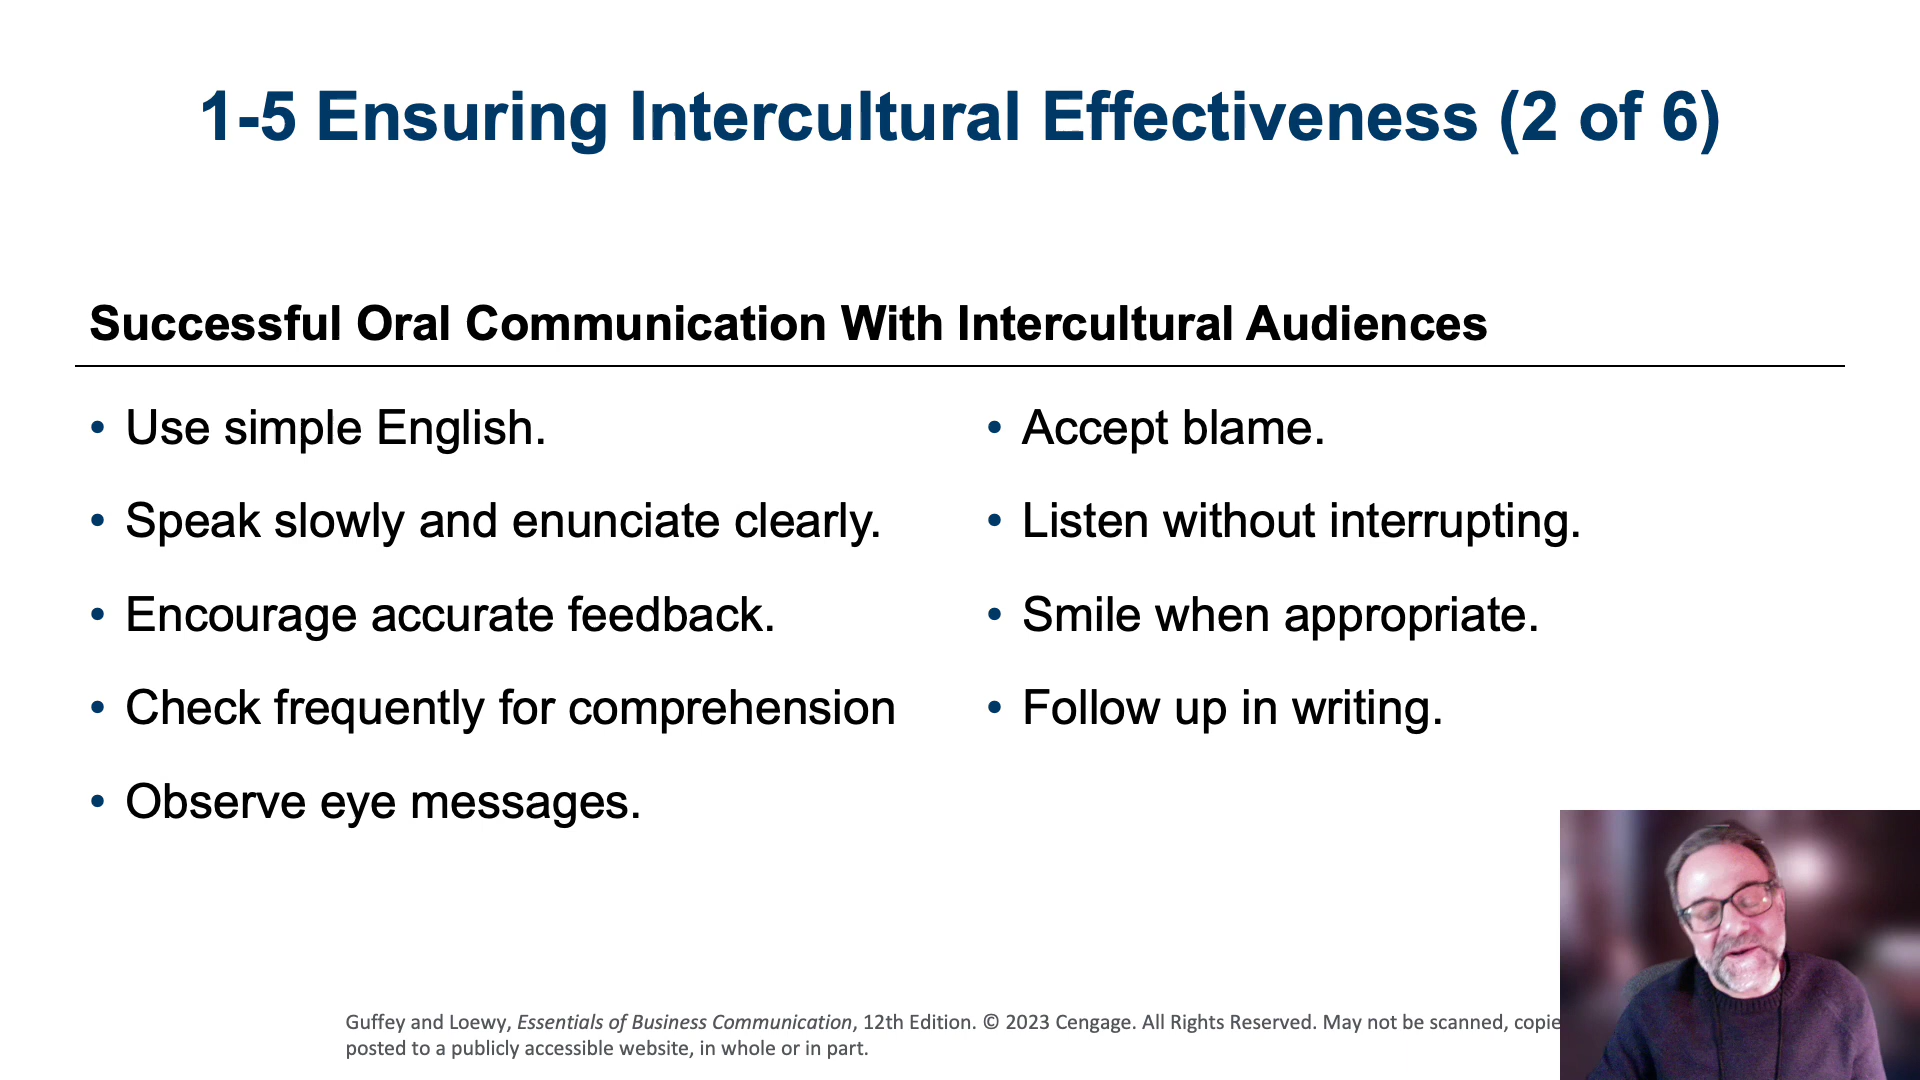 1-5 Ensuring Intercultural Effectiveness (2 of 6)
Successful Oral Communication With Intercultural Audiences
• Use simple English.
• Speak slowly and enunciate clearly.
• Encourage accurate feedback.
• Check frequently for comprehension
• Observe eye messages.
• Accept blame.
• Listen without interrupting.
• Smile when appropriate.
• Follow up in writing.
Guffey and Loewy, Essentials of Business Communication, 12th Edition. © 2023 Cengage. All Rights Reserved. May not be scanned,
posted to a publicly accessible website, in whole or in part.